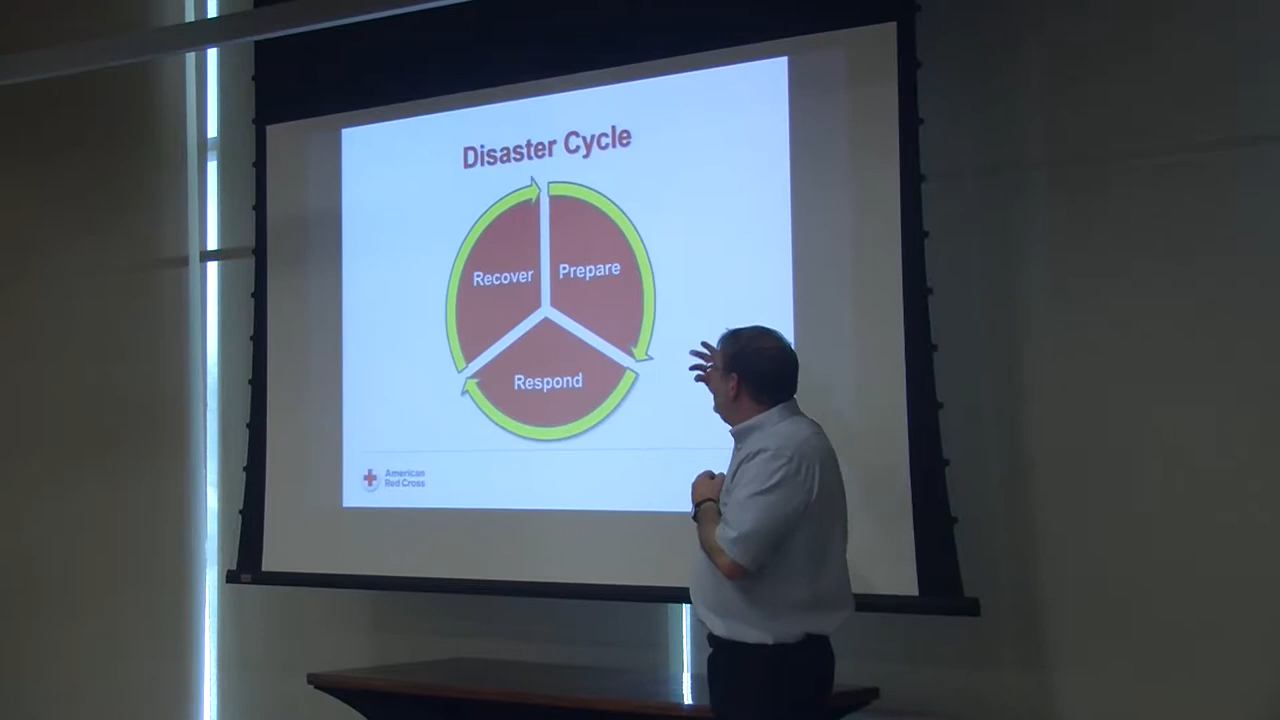 Disaster Cycle
Recover
Prepare
Respond
American
Red Cross